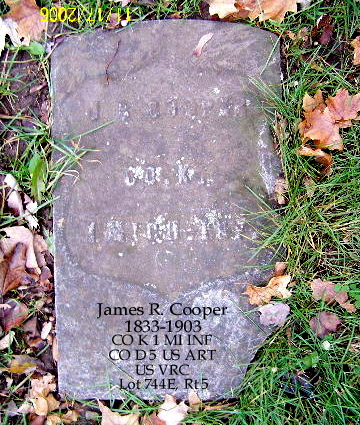 11/17/2006
CO. K.
James R. Cooper
1833-1903
CO K 1 MI INF
CO D 5 US ART
US VRC
Lot 744E, Rt5